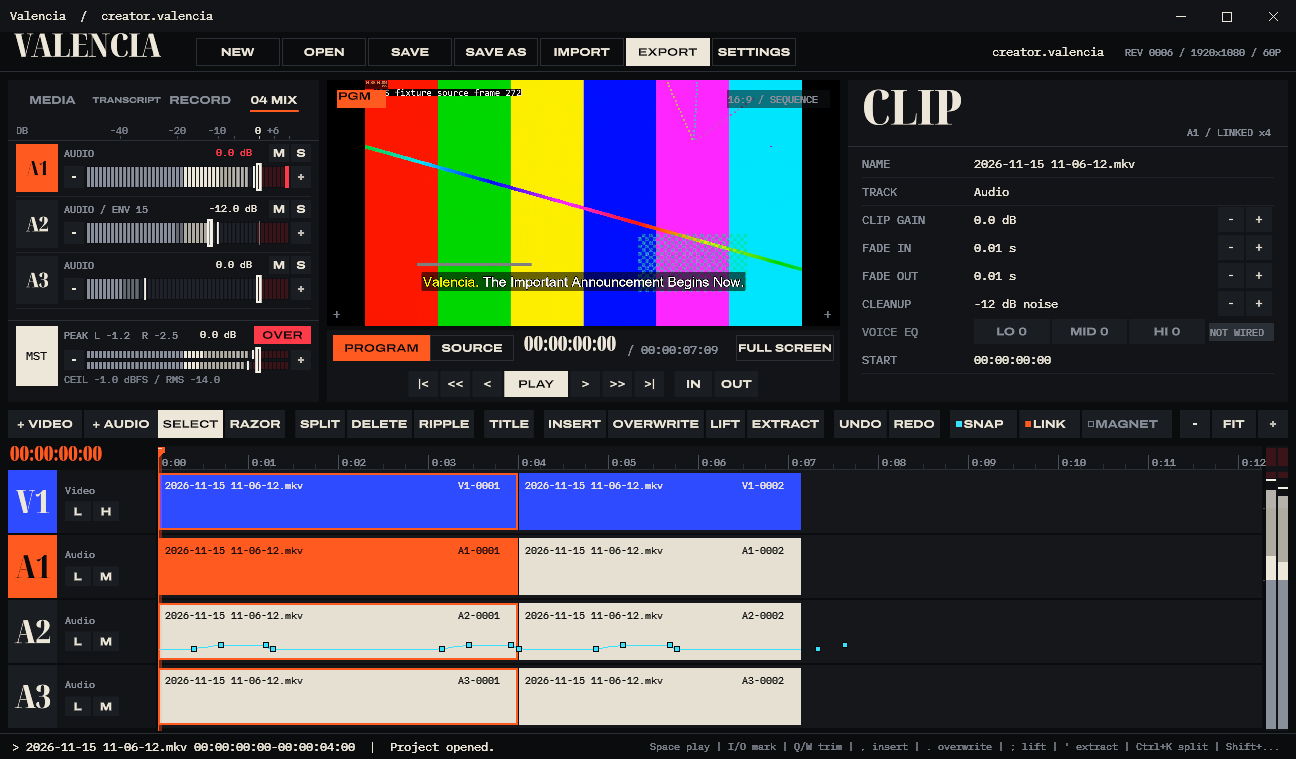 Valencia / creator.valencia
VALENCIA NEW OPEN SAVE SAVE AS IMPORT EXPORT SETTINGS creator.valencia REV 0006 / 1920x1080 / 60P
MEDIA TRANSCRIPT RECORD 04 MIX
DB -40 -20 -10 0 +6
A1 AUDIO 0.0 dB M S
- +
A2 AUDIO / ENV 15 -12.0 dB M S
- +
A3 AUDIO 0.0 dB M S
- +
MST PEAK L -1.2 R -2.5 0.0 dB OVER
- +
CEIL -1.0 dBFS / RMS -14.0
fixture source frame 272
PGM 16:9 / SEQUENCE
Valencia. The Important Announcement Begins Now.
+ +
PROGRAM SOURCE 00:00:00:00 / 00:00:07:09 FULL SCREEN
|< << < PLAY > >> >| IN OUT
CLIP
A1 / LINKED x4
NAME 2026-11-15 11-06-12.mkv
TRACK Audio
CLIP GAIN 0.0 dB - +
FADE IN 0.01 s - +
FADE OUT 0.01 s - +
CLEANUP -12 dB noise - +
VOICE EQ LO 0 MID 0 HI 0 NOT WIRED
START 00:00:00:00
+ VIDEO + AUDIO SELECT RAZOR SPLIT DELETE RIPPLE TITLE INSERT OVERWRITE LIFT EXTRACT UNDO REDO SNAP LINK MAGNET - FIT +
00:00:00:00 0:00 0:01 0:02 0:03 0:04 0:05 0:06 0:07 0:08 0:09 0:10 0:11 0:12
V1 Video L H
2026-11-15 11-06-12.mkv V1-0001 2026-11-15 11-06-12.mkv V1-0002
A1 Audio L M
2026-11-15 11-06-12.mkv A1-0001 2026-11-15 11-06-12.mkv A1-0002
A2 Audio L M
2026-11-15 11-06-12.mkv A2-0001 2026-11-15 11-06-12.mkv A2-0002
A3 Audio L M
2026-11-15 11-06-12.mkv A3-0001 2026-11-15 11-06-12.mkv A3-0002
> 2026-11-15 11-06-12.mkv 00:00:00:00-00:00:04:00 | Project opened.
Space play | I/O mark | Q/W trim | , insert | . overwrite | ; lift | ' extract | Ctrl+K split | Shift+...